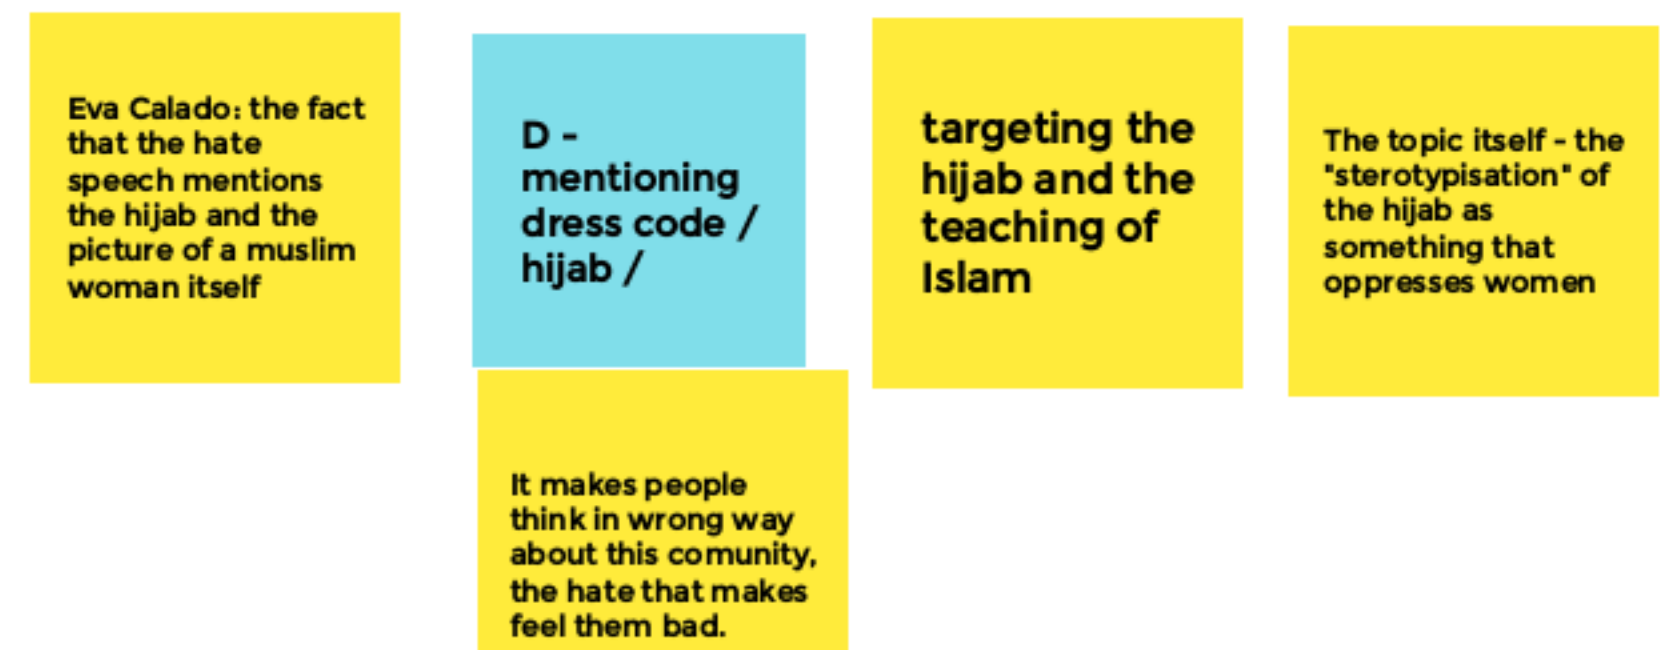 Eva Calado: the fact
that the hate
speech mentions
the hijab and the
picture of a muslim
woman itself
D -
mentioning
dress code /
hijab /
targeting the
hijab and the
teaching of
Islam
The topic itself - the
"sterotypisation" of
the hijab as
something that
oppresses women
It makes people
think in wrong way
about this comunity,
the hate that makes
feel them bad.